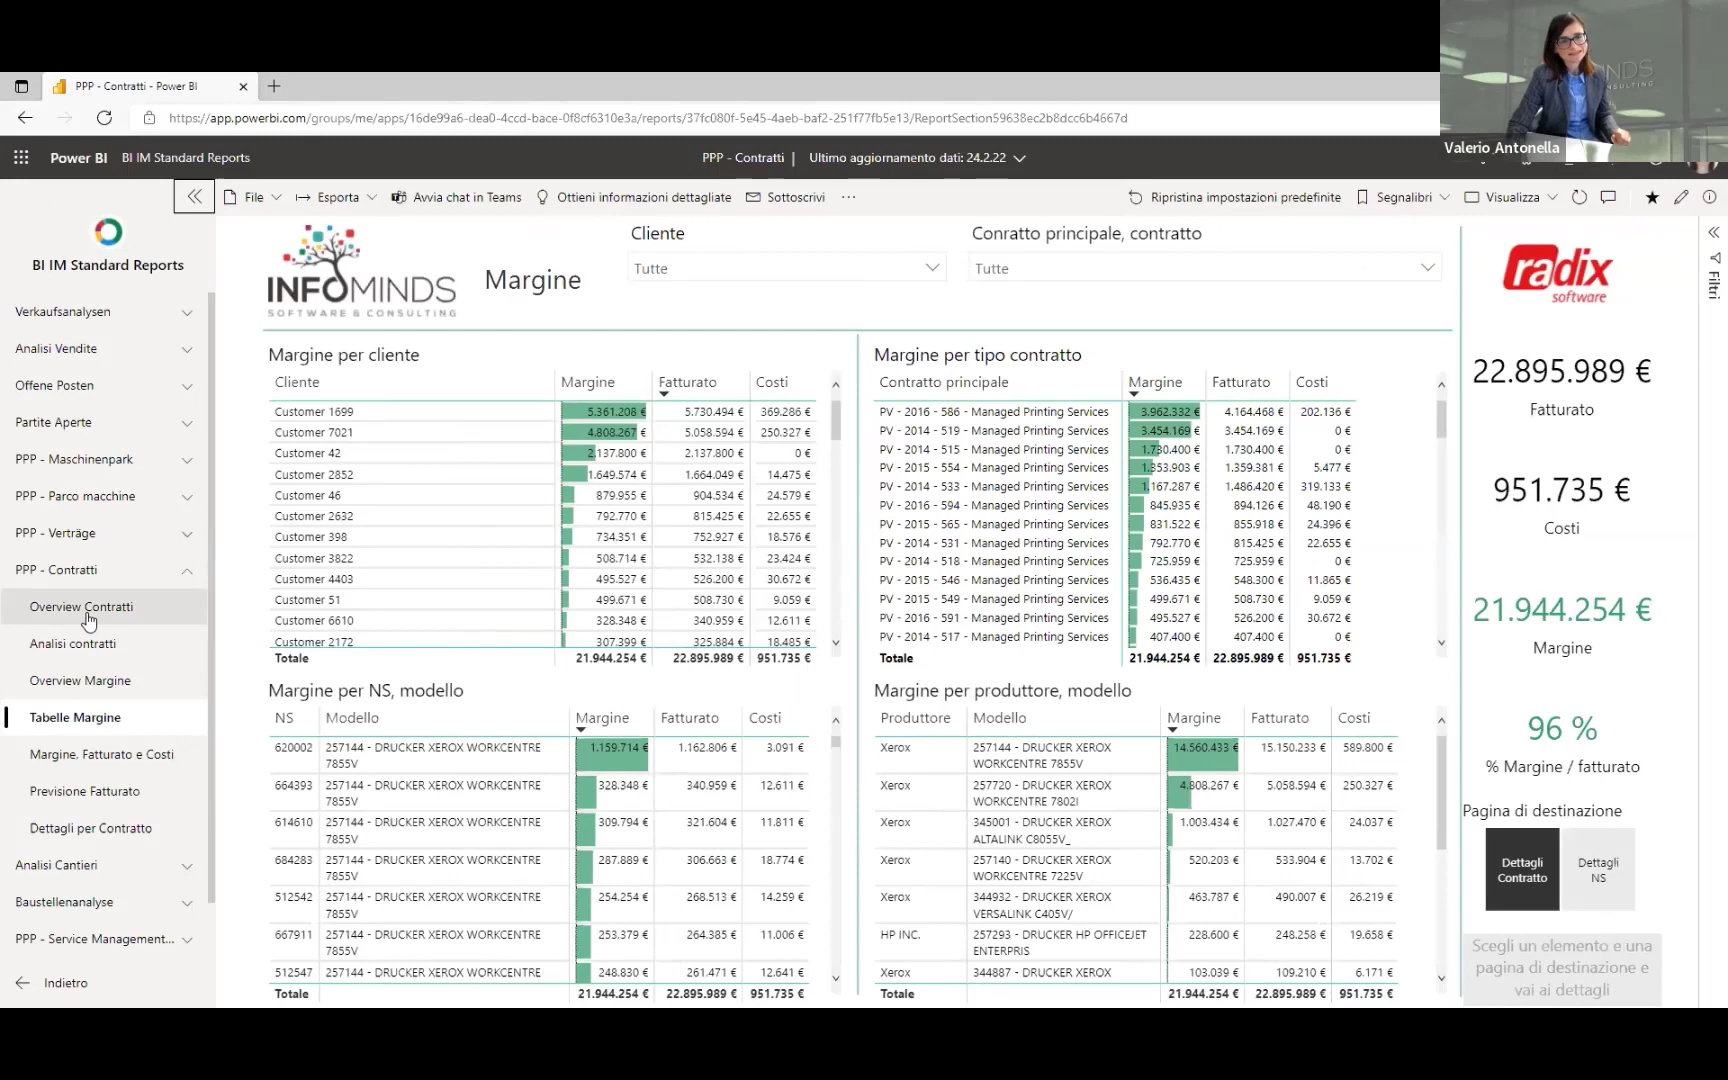 NDS
NSULTING
Valerio Antonella
PPP - Contratti - Power BI
https://app.powerbi.com/groups/me/apps/16de99a6-dea0-4ccd-bace-0f8cf6310e3a/reports/37fc080f-5e45-4aeb-baf2-251f77fb5e13/ReportSection59638ec2b8dcc6b4667d
Power BI BI IM Standard Reports
PPP - Contratti | Ultimo aggiornamento dati: 24.2.22
File Esporta Avvia chat in Teams Ottieni informazioni dettagliate Sottoscrivi ... Ripristina impostazioni predefinite Segnalibri Visualizza
BI IM Standard Reports
Verkaufsanalysen
Analisi Vendite
Offene Posten
Partite Aperte
PPP - Maschinenpark
PPP - Parco macchine
PPP - Verträge
PPP - Contratti
Overview Contratti
Analisi contratti
Overview Margine
Tabelle Margine
Margine, Fatturato e Costi
Previsione Fatturato
Dettagli per Contratto
Analisi Cantieri
Baustellenanalyse
PPP - Service Management...
Indietro
INFOMINDS
SOFTWARE & CONSULTING
Margine
Cliente
Tutte
Conratto principale, contratto
Tutte
Margine per cliente
Cliente Margine Fatturato Costi
Customer 1699 5.361.208 € 5.730.494 € 369.286 €
Customer 7021 4.808.267 € 5.058.594 € 250.327 €
Customer 42 2.137.800 € 2.137.800 € 0 €
Customer 2852 1.649.574 € 1.664.049 € 14.475 €
Customer 46 879.955 € 904.534 € 24.579 €
Customer 2632 792.770 € 815.425 € 22.655 €
Customer 398 734.351 € 752.927 € 18.576 €
Customer 3822 508.714 € 532.138 € 23.424 €
Customer 4403 495.527 € 526.200 € 30.672 €
Customer 51 499.671 € 508.730 € 9.059 €
Customer 6610 328.348 € 340.959 € 12.611 €
Customer 2172 307.399 € 325.884 € 18.485 €
Totale 21.944.254 € 22.895.989 € 951.735 €
Margine per tipo contratto
Contratto principale Margine Fatturato Costi
PV - 2016 - 586 - Managed Printing Services 3.962.332 € 4.164.468 € 202.136 €
PV - 2014 - 519 - Managed Printing Services 3.454.169 € 3.454.169 € 0 €
PV - 2014 - 515 - Managed Printing Services 1.730.400 € 1.730.400 € 0 €
PV - 2015 - 554 - Managed Printing Services 1.353.903 € 1.359.381 € 5.477 €
PV - 2014 - 533 - Managed Printing Services 1.167.287 € 1.486.420 € 319.133 €
PV - 2016 - 594 - Managed Printing Services 845.935 € 894.126 € 48.190 €
PV - 2015 - 565 - Managed Printing Services 831.522 € 855.918 € 24.396 €
PV - 2014 - 531 - Managed Printing Services 792.770 € 815.425 € 22.655 €
PV - 2014 - 518 - Managed Printing Services 725.959 € 725.959 € 0 €
PV - 2015 - 546 - Managed Printing Services 536.435 € 548.300 € 11.865 €
PV - 2015 - 549 - Managed Printing Services 499.671 € 508.730 € 9.059 €
PV - 2016 - 591 - Managed Printing Services 495.527 € 526.200 € 30.672 €
PV - 2014 - 517 - Managed Printing Services 407.400 € 407.400 € 0 €
Totale 21.944.254 € 22.895.989 € 951.735 €
Margine per NS, modello
NS Modello Margine Fatturato Costi
620002 257144 - DRUCKER XEROX WORKCENTRE 1.159.714 € 1.162.806 € 3.091 €
7855V
664393 257144 - DRUCKER XEROX WORKCENTRE 328.348 € 340.959 € 12.611 €
7855V
614610 257144 - DRUCKER XEROX WORKCENTRE 309.794 € 321.604 € 11.811 €
7855V
684283 257144 - DRUCKER XEROX WORKCENTRE 287.889 € 306.663 € 18.774 €
7855V
512542 257144 - DRUCKER XEROX WORKCENTRE 254.254 € 268.513 € 14.259 €
7855V
667911 257144 - DRUCKER XEROX WORKCENTRE 253.379 € 264.385 € 11.006 €
7855V
512547 257144 - DRUCKER XEROX WORKCENTRE 248.830 € 261.471 € 12.641 €
Totale 21.944.254 € 22.895.989 € 951.735 €
Margine per produttore, modello
Produttore Modello Margine Fatturato Costi
Xerox 257144 - DRUCKER XEROX 14.560.433 € 15.150.233 € 589.800 €
WORKCENTRE 7855V
Xerox 257720 - DRUCKER XEROX 4.808.267 € 5.058.594 € 250.327 €
WORKCENTRE 7802I
Xerox 345001 - DRUCKER XEROX 1.003.434 € 1.027.470 € 24.037 €
ALTALINK C8055V_
Xerox 257140 - DRUCKER XEROX 520.203 € 533.904 € 13.702 €
WORKCENTRE 7225V
Xerox 344932 - DRUCKER XEROX 463.787 € 490.007 € 26.219 €
VERSALINK C405V/
HP INC. 257293 - DRUCKER HP OFFICEJET 228.600 € 248.258 € 19.658 €
ENTERPRIS
Xerox 344887 - DRUCKER XEROX 103.039 € 109.210 € 6.171 €
Totale 21.944.254 € 22.895.989 € 951.735 €
radix
software
22.895.989 €
Fatturato
951.735 €
Costi
21.944.254 €
Margine
96 %
% Margine / fatturato
Pagina di destinazione
Dettagli
Contratto
Dettagli
NS
Scegli un elemento e una
pagina di destinazione e
vai ai dettagli
Filtri